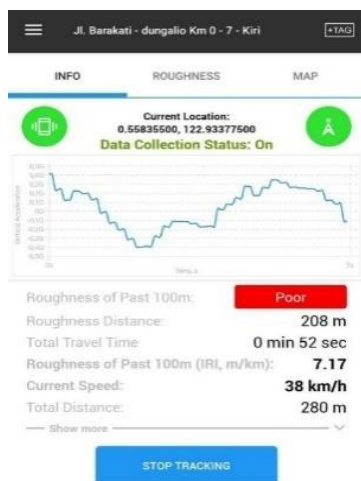 Jl. Barakati - dungalio Km 0 - 7 - Kiri
+TAG
INFO ROUGHNESS MAP
Current Location:
0.55835500, 122.93377500
Data Collection Status: On
Vertical Acceleration
Roughness of Past 100m: Poor
Roughness Distance: 208 m
Total Travel Time 0 min 52 sec
Roughness of Past 100m (IRI, m/km): 7.17
Current Speed: 38 km/h
Total Distance: 280 m
Show more
STOP TRACKING